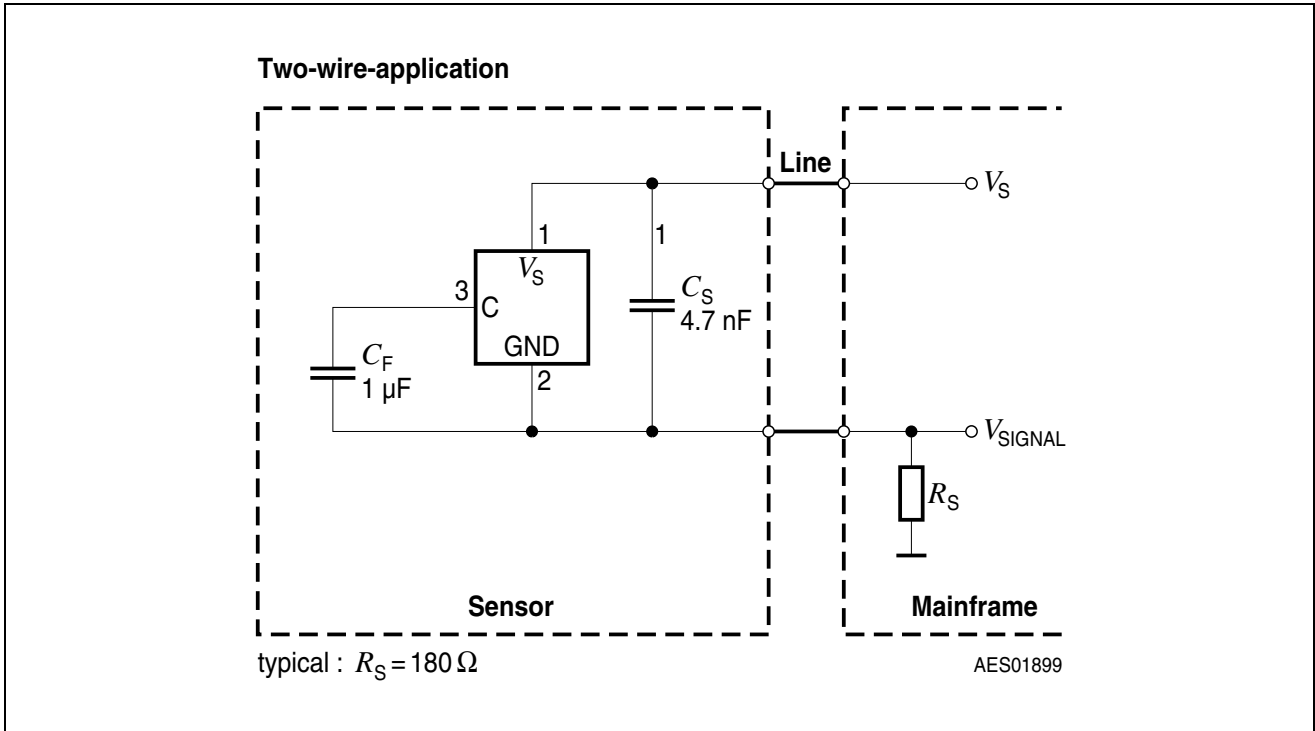 Two-wire-application
Line
V_S
1
1
V_S
3
C
C_S
4.7 nF
GND
C_F
1 µF
2
V_SIGNAL
R_S
Sensor
Mainframe
typical : R_S = 180 Ω
AES01899